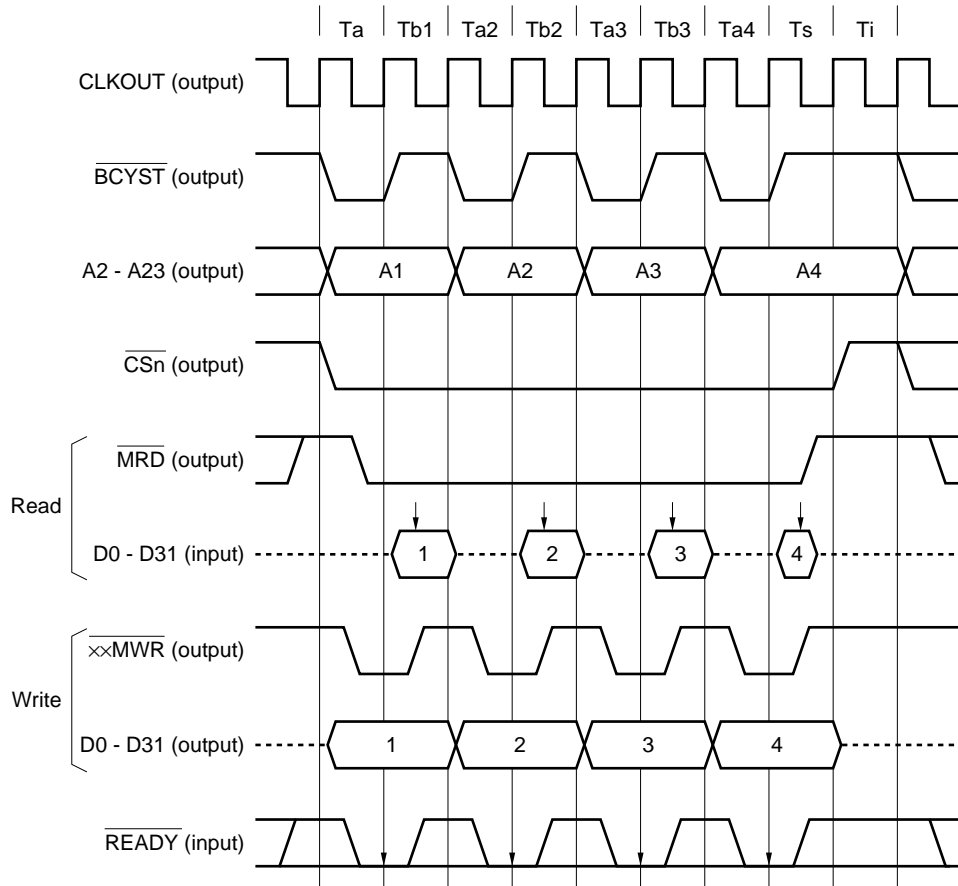 Ta Tb1 Ta2 Tb2 Ta3 Tb3 Ta4 Ts Ti
CLKOUT (output)
BCYST (output)
A2 - A23 (output) A1 A2 A3 A4
CSn (output)
MRD (output)
Read
D0 - D31 (input) 1 2 3 4
××MWR (output)
Write
D0 - D31 (output) 1 2 3 4
READY (input)